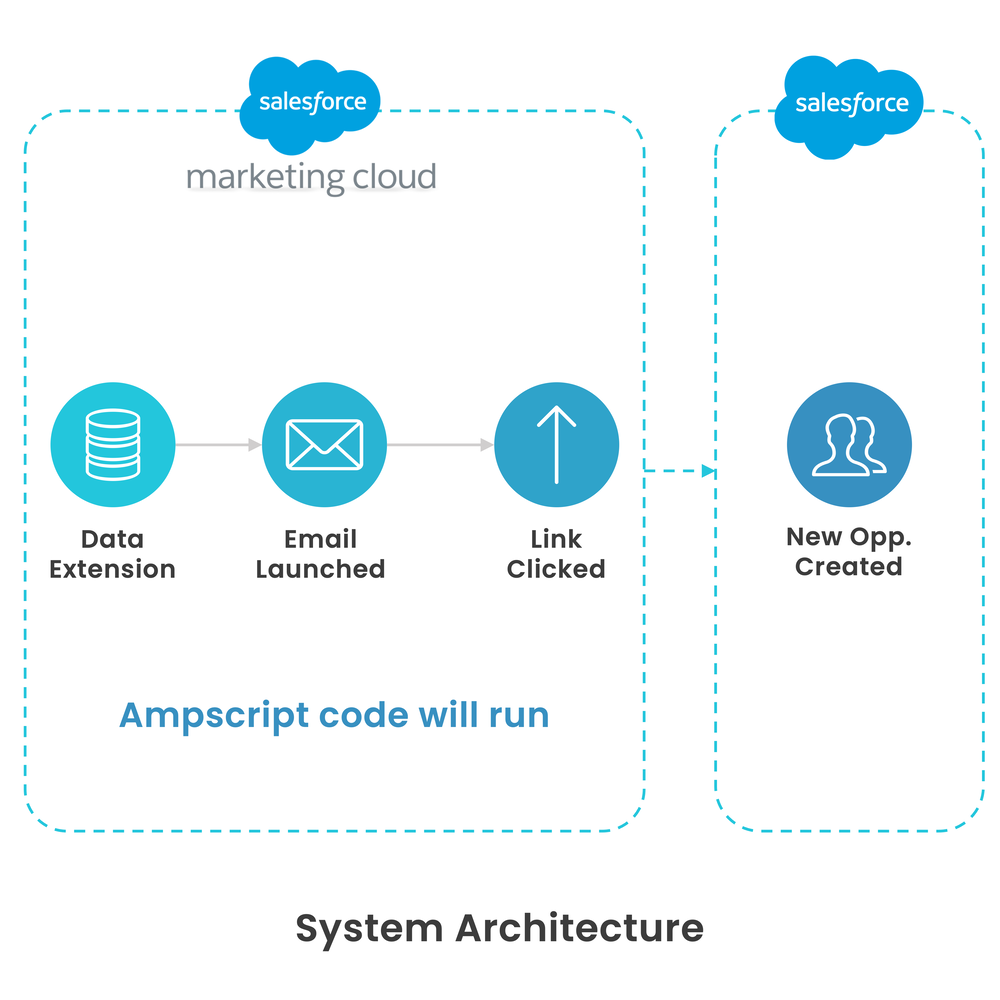 salesforce
marketing cloud
salesforce
Data
Extension
Email
Launched
Link
Clicked
New Opp.
Created
Ampscript code will run
System Architecture